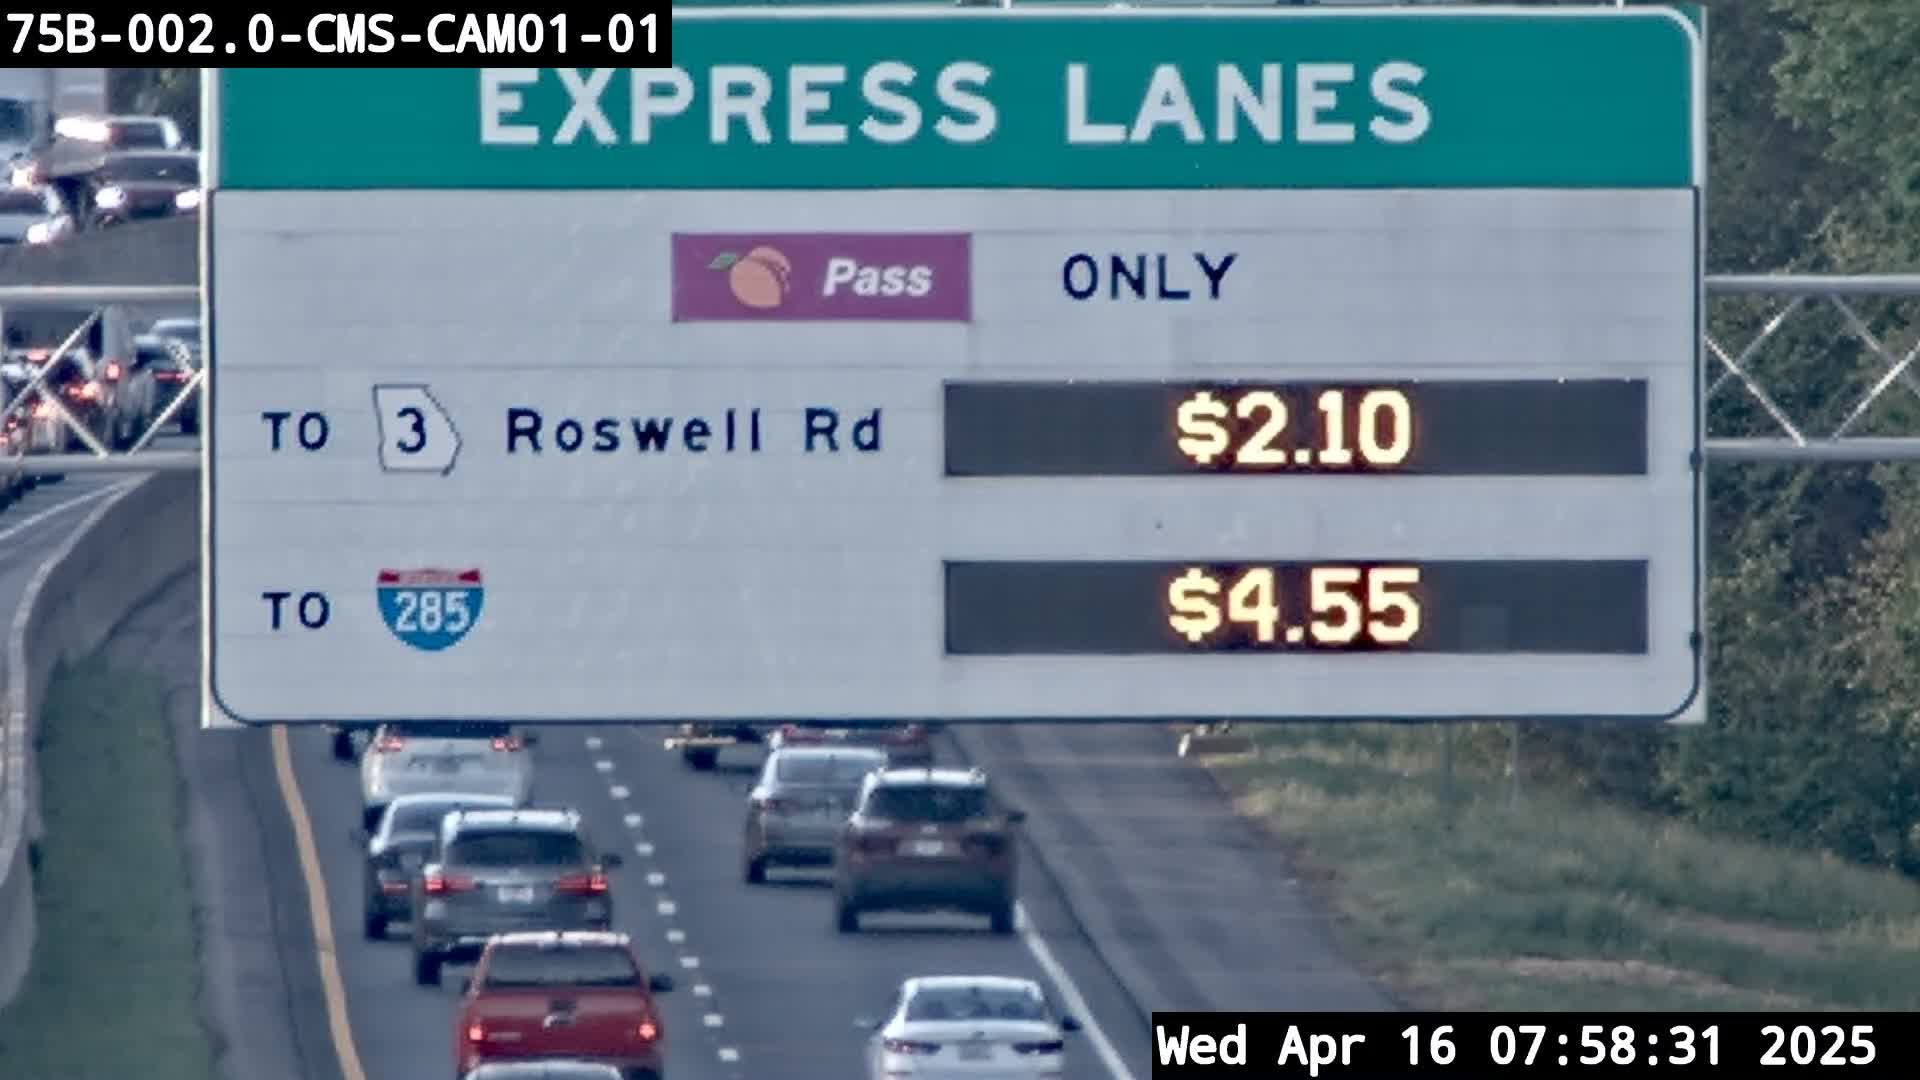 75B-002.0-CMS-CAM01-01
EXPRESS LANES
Pass ONLY
TO 3 Roswell Rd $2.10
TO 285 $4.55
Wed Apr 16 07:58:31 2025